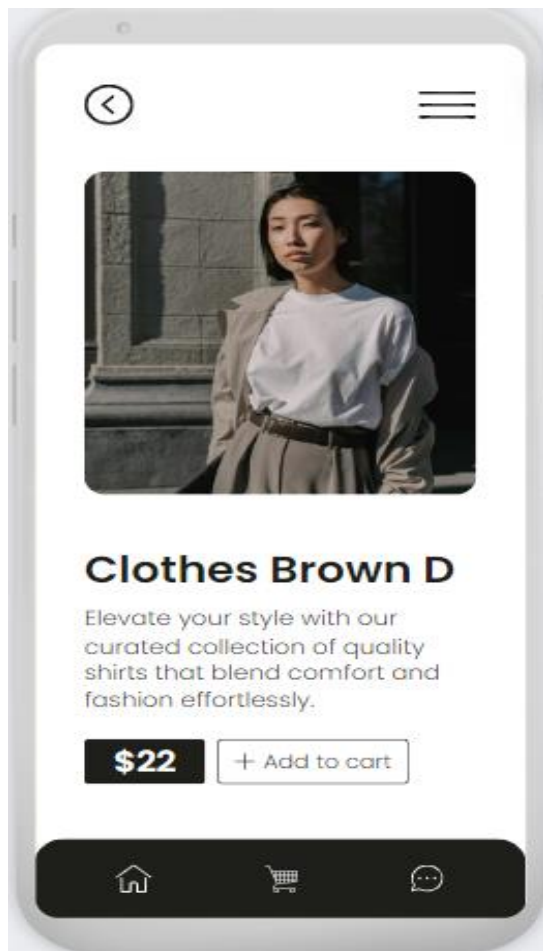 Clothes Brown D
Elevate your style with our
curated collection of quality
shirts that blend comfort and
fashion effortlessly.
$22
+ Add to cart